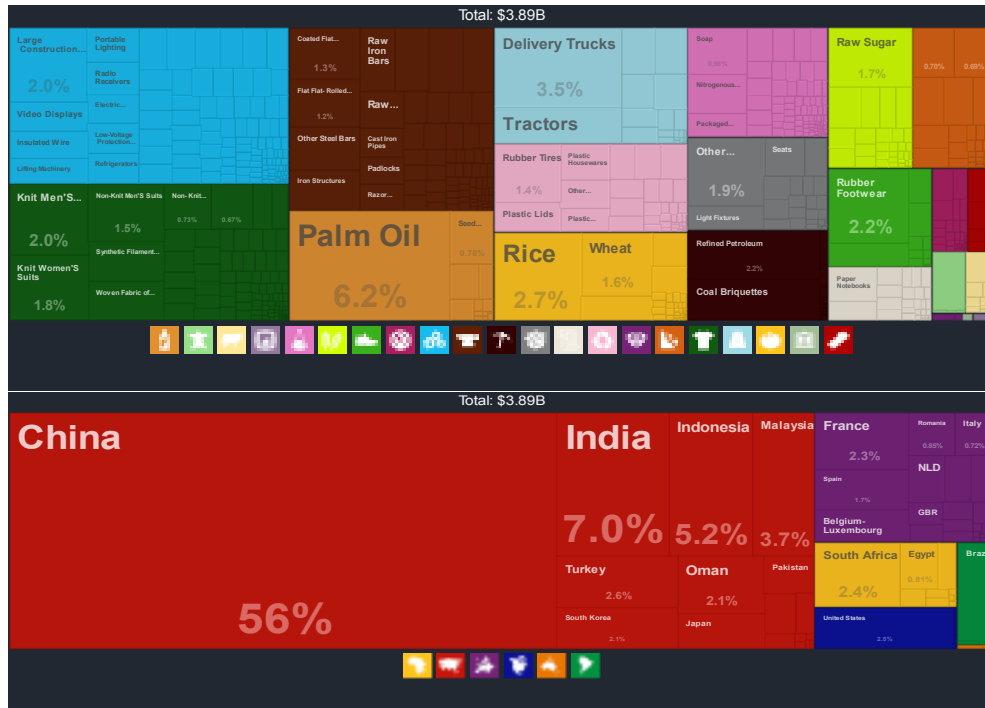 Total: $3.89B
Large
Construction...
2.0%
Video Displays
Insulated Wire
Lifting Machinery
Portable
Lighting
Radio
Receivers
Electric...
Low-Voltage
Protection...
Refrigerators
Knit Men'S...
2.0%
Knit Women'S
Suits
1.8%
Non-Knit Men'S Suits
1.5%
Synthetic Filament...
Woven Fabric of...
Non- Knit...
0.73%
0.67%
Coated Flat...
1.3%
Flat Flat- Rolled...
1.2%
Other Steel Bars
Iron Structures
Raw
Iron
Bars
Raw...
Cast Iron
Pipes
Padlocks
Razor...
Palm Oil
6.2%
Seed...
0.78%
Delivery Trucks
3.5%
Tractors
Rubber Tires
1.4%
Plastic Lids
Plastic
Housewares
Other...
Plastic...
Rice
2.7%
Wheat
1.6%
Soap
0.86%
Nitrogenous...
Packaged...
Other...
1.9%
Light Fixtures
Seats
Refined Petroleum
2.2%
Coal Briquettes
Raw Sugar
1.7%
0.70%
0.69%
Rubber
Footwear
2.2%
Paper
Notebooks
Total: $3.89B
China
56%
India
7.0%
Indonesia
5.2%
Malaysia
3.7%
Turkey
2.6%
South Korea
2.1%
Oman
2.1%
Japan
Pakistan
France
2.3%
Spain
1.7%
Belgium-
Luxembourg
Romania
0.86%
Italy
0.72%
NLD
GBR
South Africa
2.4%
Egypt
0.81%
United States
2.5%
Braz